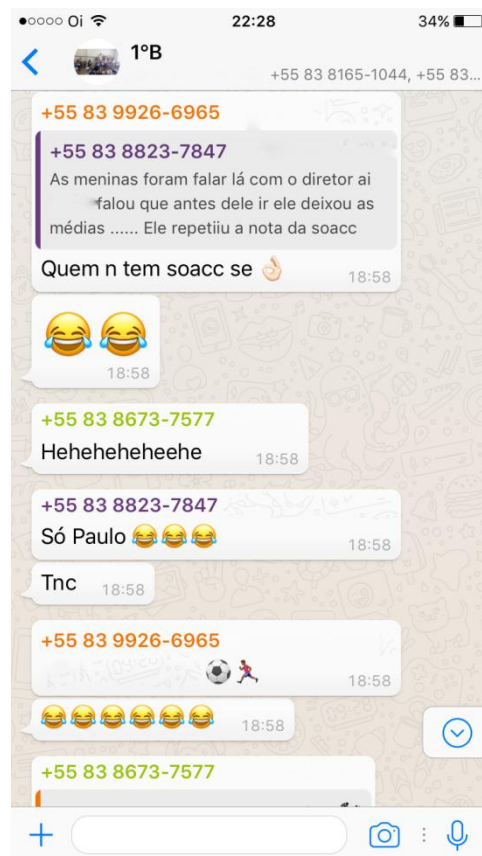 Oi 22:28 34%
1°B
+55 83 8165-1044, +55 83...
+55 83 9926-6965
+55 83 8823-7847
As meninas foram falar lá com o diretor ai
falou que antes dele ir ele deixou as
médias ...... Ele repetiiu a nota da soacc
Quem n tem soacc se 👌🏻
18:58
😂😂
18:58
+55 83 8673-7577
Heheheheheehe 18:58
+55 83 8823-7847
Só Paulo 😂😂😂
18:58
Tnc 18:58
+55 83 9926-6965
⚽🏃🏾
18:58
😂😂😂😂😂😂 18:58
+55 83 8673-7577